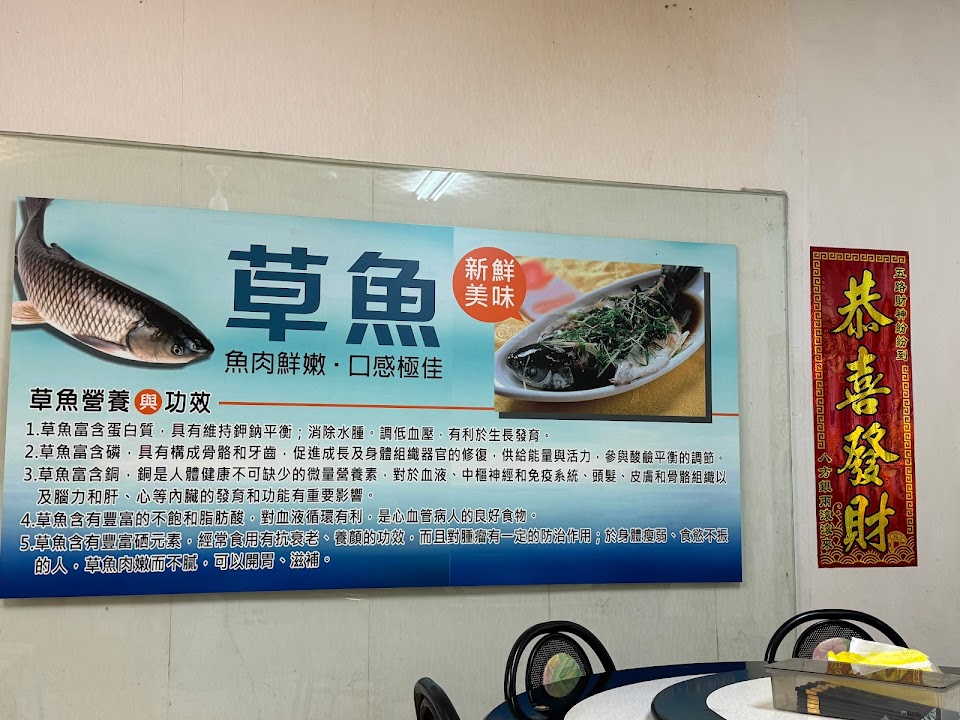 草魚
新鮮
美味
魚肉鮮嫩·口感極佳
草魚營養與功效
1.草魚富含蛋白質，具有維持鉀鈉平衡；消除水腫。調低血壓，有利於生長發育。
2.草魚富含磷，具有構成骨骼和牙齒，促進成長及身體組織器官的修復，供給能量與活力，參與酸鹼平衡的調節。
3.草魚富含銅，銅是人體健康不可缺少的微量營養素，對於血液、中樞神經和免疫系統、頭髮、皮膚和骨骼組織以
及腦力和肝、心等內臟的發育和功能有重要影響。
4.草魚含有豐富的不飽和脂肪酸，對血液循環有利，是心血管病人的良好食物。
5.草魚含有豐富硒元素，經常食用有抗衰老、養顏的功效，而且對腫瘤有一定的防治作用；於身體瘦弱、食慾不振
的人，草魚肉嫩而不膩，可以開胃、滋補。
五路財神紛紛到
恭喜發財
八方銀雨滾滾來